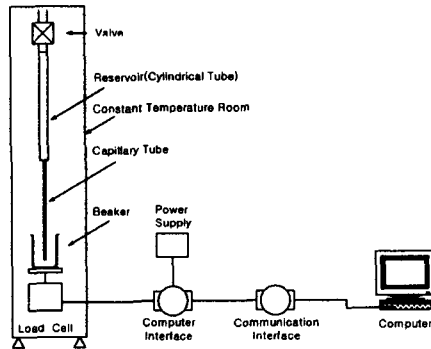 Valve
Reservoir(Cylindrical Tube)
Constant Temperature Room
Capillary Tube
Beaker
Power
Supply
Load Cell
Computer
Interface
Communication
Interface
Computer